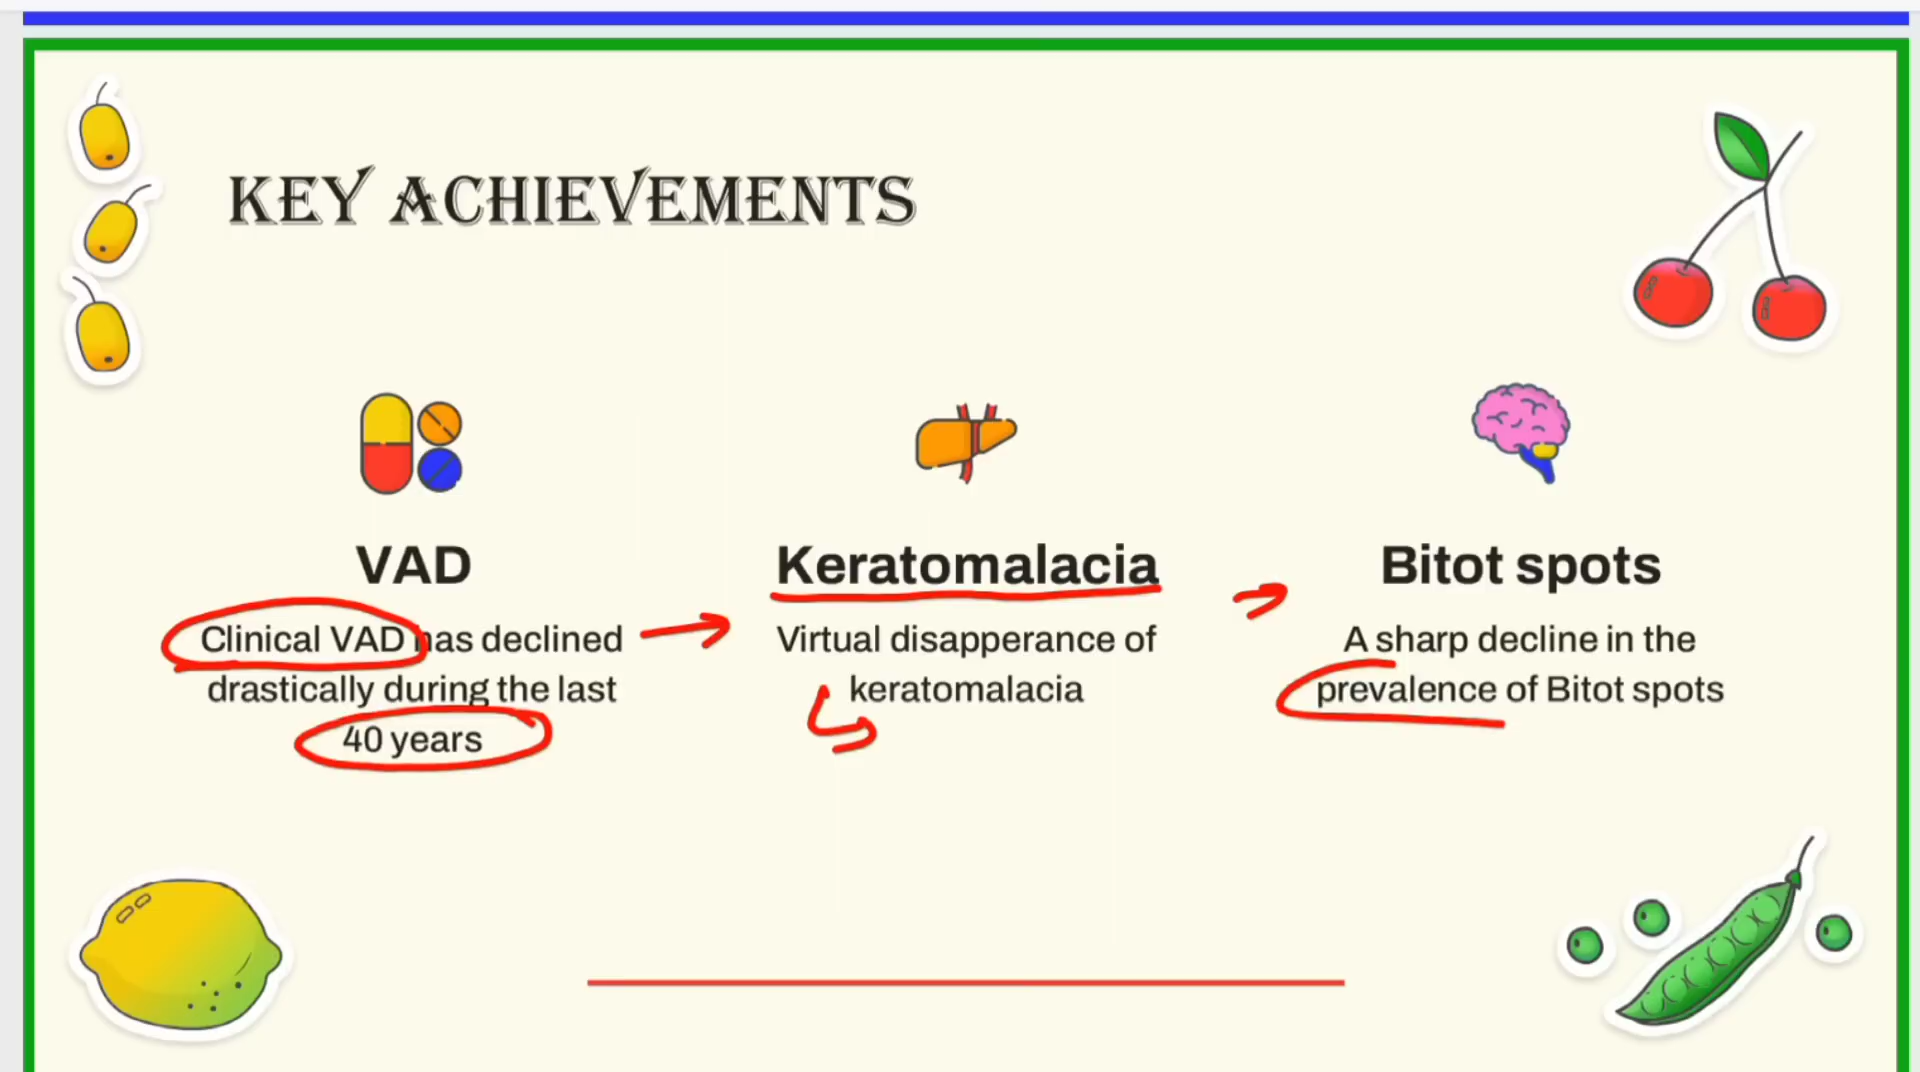 KEY ACHIEVEMENTS
VAD
Clinical VAD has declined
drastically during the last
40 years
Keratomalacia
Virtual disapperance of
keratomalacia
Bitot spots
A sharp decline in the
prevalence of Bitot spots